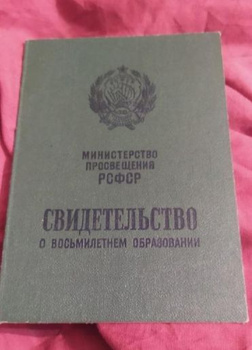 МИНИСТЕРСТВО
ПРОСВЕЩЕНИЯ
РСФСР
СВИДЕТЕЛЬСТВО
О ВОСЬМИЛЕТНЕМ ОБРАЗОВАНИИ